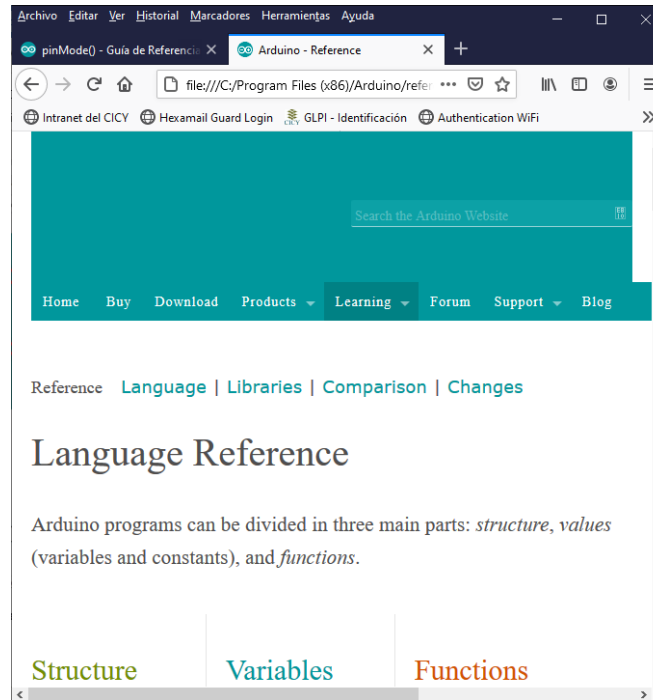 Archivo Editar Ver Historial Marcadores Herramientas Ayuda
pinMode() - Guía de Referencia Arduino - Reference
file:///C:/Program Files (x86)/Arduino/refer
Intranet del CICY Hexamail Guard Login GLPI - Identificación Authentication WiFi
Search the Arduino Website
Home Buy Download Products Learning Forum Support Blog
Reference Language | Libraries | Comparison | Changes
Language Reference
Arduino programs can be divided in three main parts: structure, values
(variables and constants), and functions.
Structure Variables Functions